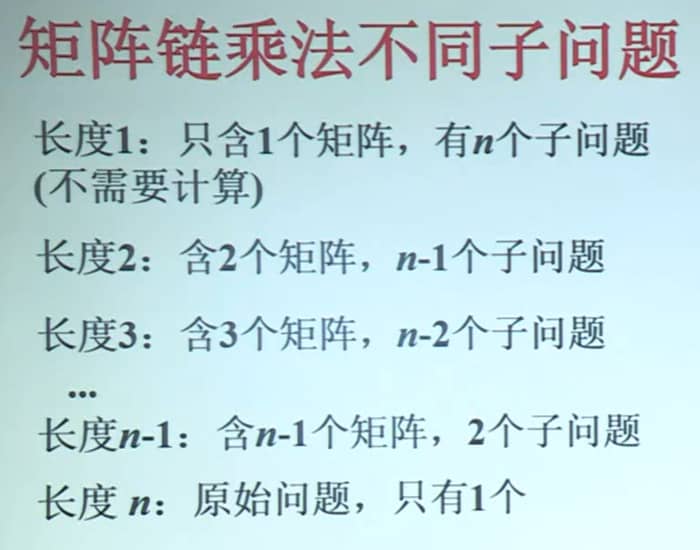 矩阵链乘法不同子问题
长度1：只含1个矩阵，有n个子问题
(不需要计算)
长度2：含2个矩阵，n-1个子问题
长度3：含3个矩阵，n-2个子问题
...
长度n-1：含n-1个矩阵，2个子问题
长度 n：原始问题，只有1个